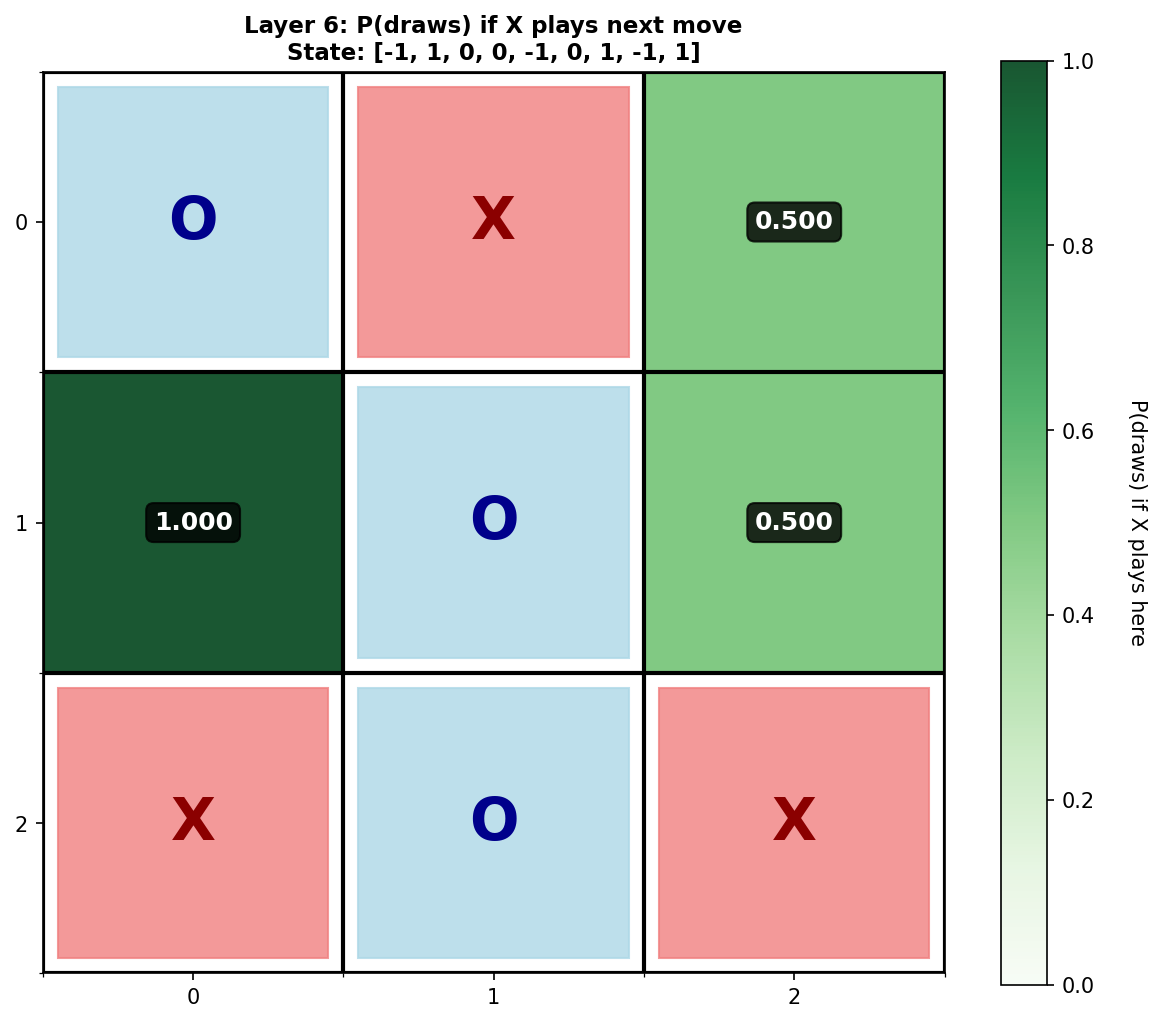 Layer 6: P(draws) if X plays next move
State: [-1, 1, 0, 0, -1, 0, 1, -1, 1]
0
O
X
0.500
1
1.000
O
0.500
2
X
O
X
0
1
2
1.0
0.8
0.6
0.4
0.2
0.0
P(draws) if X plays here